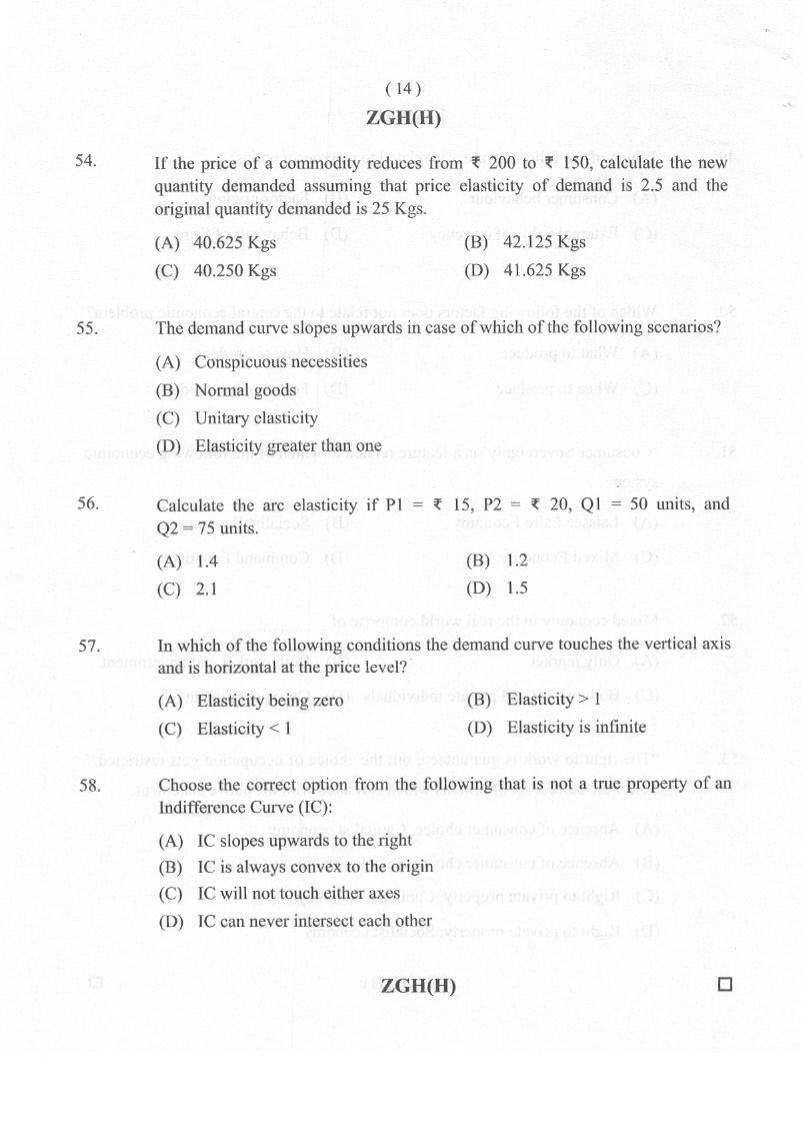 ( 14 )
ZGH(H)
54. If the price of a commodity reduces from ₹ 200 to ₹ 150, calculate the new
quantity demanded assuming that price elasticity of demand is 2.5 and the
original quantity demanded is 25 Kgs.
(A) 40.625 Kgs (B) 42.125 Kgs
(C) 40.250 Kgs (D) 41.625 Kgs
55. The demand curve slopes upwards in case of which of the following scenarios?
(A) Conspicuous necessities
(B) Normal goods
(C) Unitary elasticity
(D) Elasticity greater than one
56. Calculate the arc elasticity if P1 = ₹ 15, P2 = ₹ 20, Q1 = 50 units, and
Q2 = 75 units.
(A) 1.4 (B) 1.2
(C) 2.1 (D) 1.5
57. In which of the following conditions the demand curve touches the vertical axis
and is horizontal at the price level?
(A) Elasticity being zero (B) Elasticity > 1
(C) Elasticity < 1 (D) Elasticity is infinite
58. Choose the correct option from the following that is not a true property of an
Indifference Curve (IC):
(A) IC slopes upwards to the right
(B) IC is always convex to the origin
(C) IC will not touch either axes
(D) IC can never intersect each other
ZGH(H)